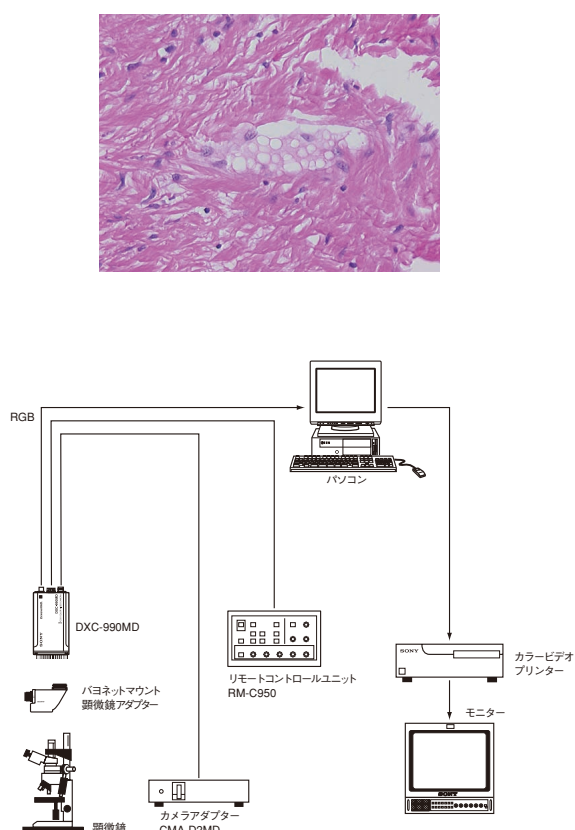 RGB
パソコン
DXC-990MD
リモートコントロールユニット
RM-C950
SONY
カラービデオ
プリンター
バヨネットマウント
顕微鏡アダプター
モニター
SONY
カメラアダプター
CMA-D2MD
顕微鏡